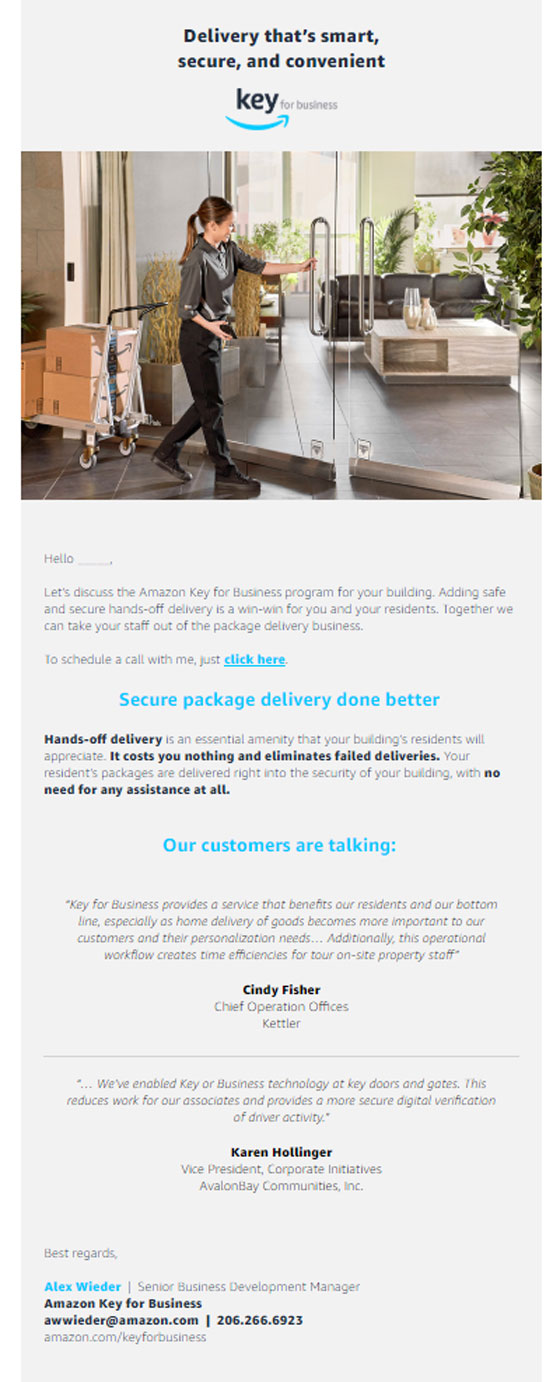 Delivery that's smart,
secure, and convenient
key for business
Hello ____,
Let's discuss the Amazon Key for Business program for your building. Adding safe
and secure hands-off delivery is a win-win for you and your residents. Together we
can take your staff out of the package delivery business.
To schedule a call with me, just click here.
Secure package delivery done better
Hands-off delivery is an essential amenity that your building's residents will
appreciate. It costs you nothing and eliminates failed deliveries. Your
resident's packages are delivered right into the security of your building, with no
need for any assistance at all.
Our customers are talking:
"Key for Business provides a service that benefits our residents and our bottom
line, especially as home delivery of goods becomes more important to our
customers and their personalization needs... Additionally, this operational
workflow creates time efficiencies for tour on-site property staff"
Cindy Fisher
Chief Operation Offices
Kettler
"... We've enabled Key or Business technology at key doors and gates. This
reduces work for our associates and provides a more secure digital verification
of driver activity."
Karen Hollinger
Vice President, Corporate Initiatives
AvalonBay Communities, Inc.
Best regards,
Alex Wieder | Senior Business Development Manager
Amazon Key for Business
awwieder@amazon.com | 206.266.6923
amazon.com/keyforbusiness